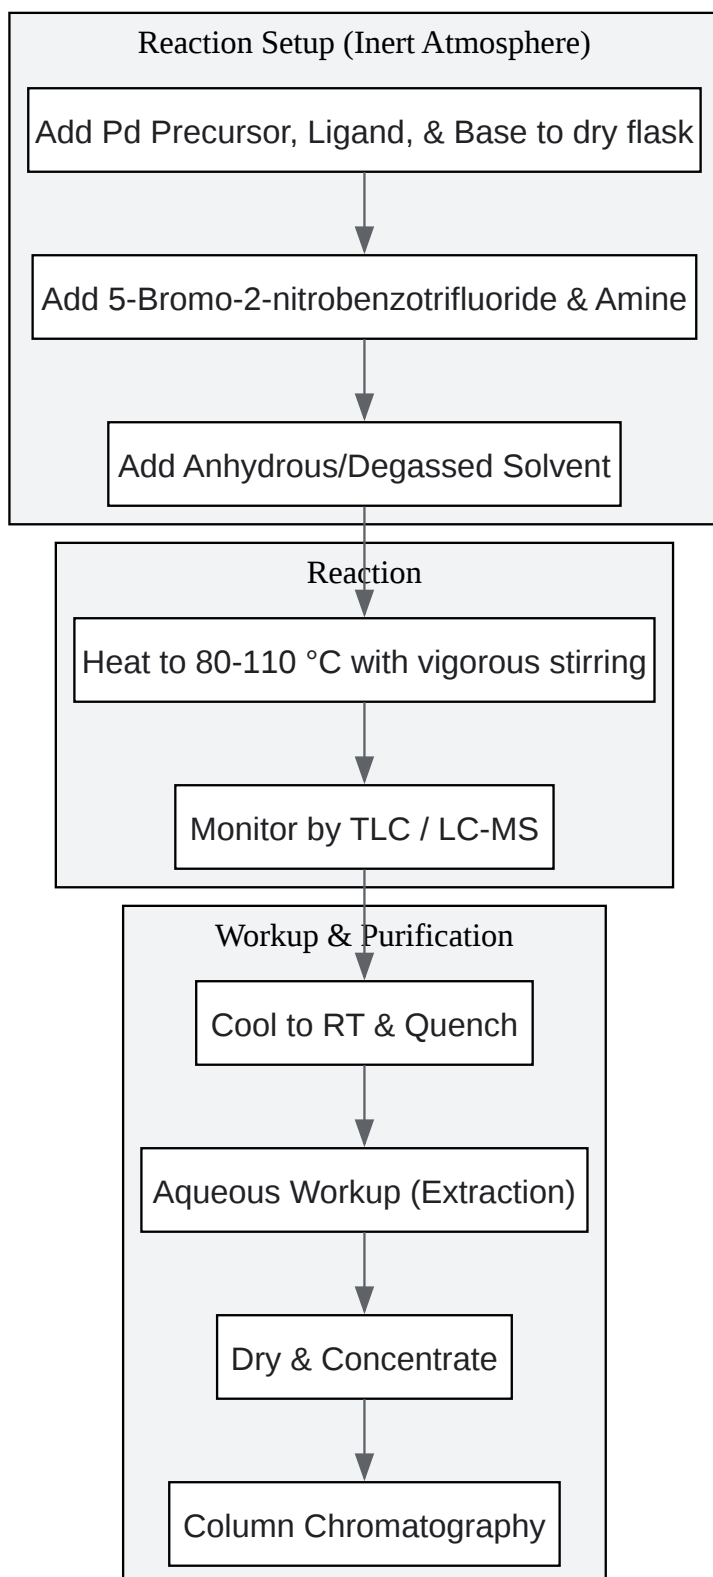 Reaction Setup (Inert Atmosphere)
Add Pd Precursor, Ligand, & Base to dry flask
Add 5-Bromo-2-nitrobenzotrifluoride & Amine
Add Anhydrous/Degassed Solvent
Reaction
Heat to 80-110 °C with vigorous stirring
Monitor by TLC / LC-MS
Workup & Purification
Cool to RT & Quench
Aqueous Workup (Extraction)
Dry & Concentrate
Column Chromatography